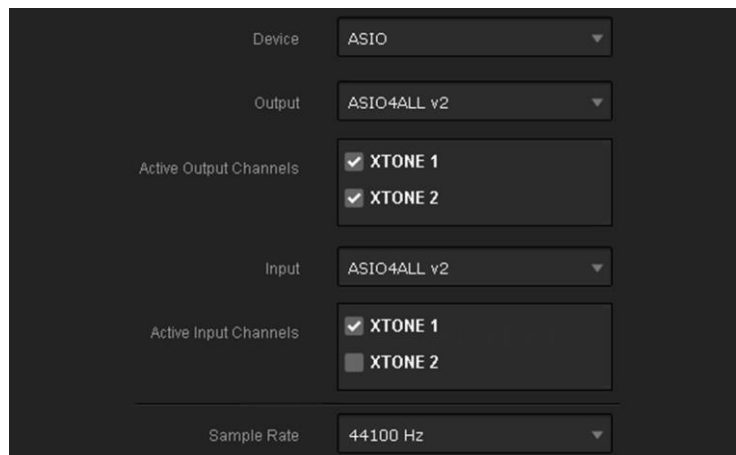 Device ASIO
Output ASIO4ALL v2
Active Output Channels XTONE 1
XTONE 2
Input ASIO4ALL v2
Active Input Channels XTONE 1
XTONE 2
Sample Rate 44100 Hz